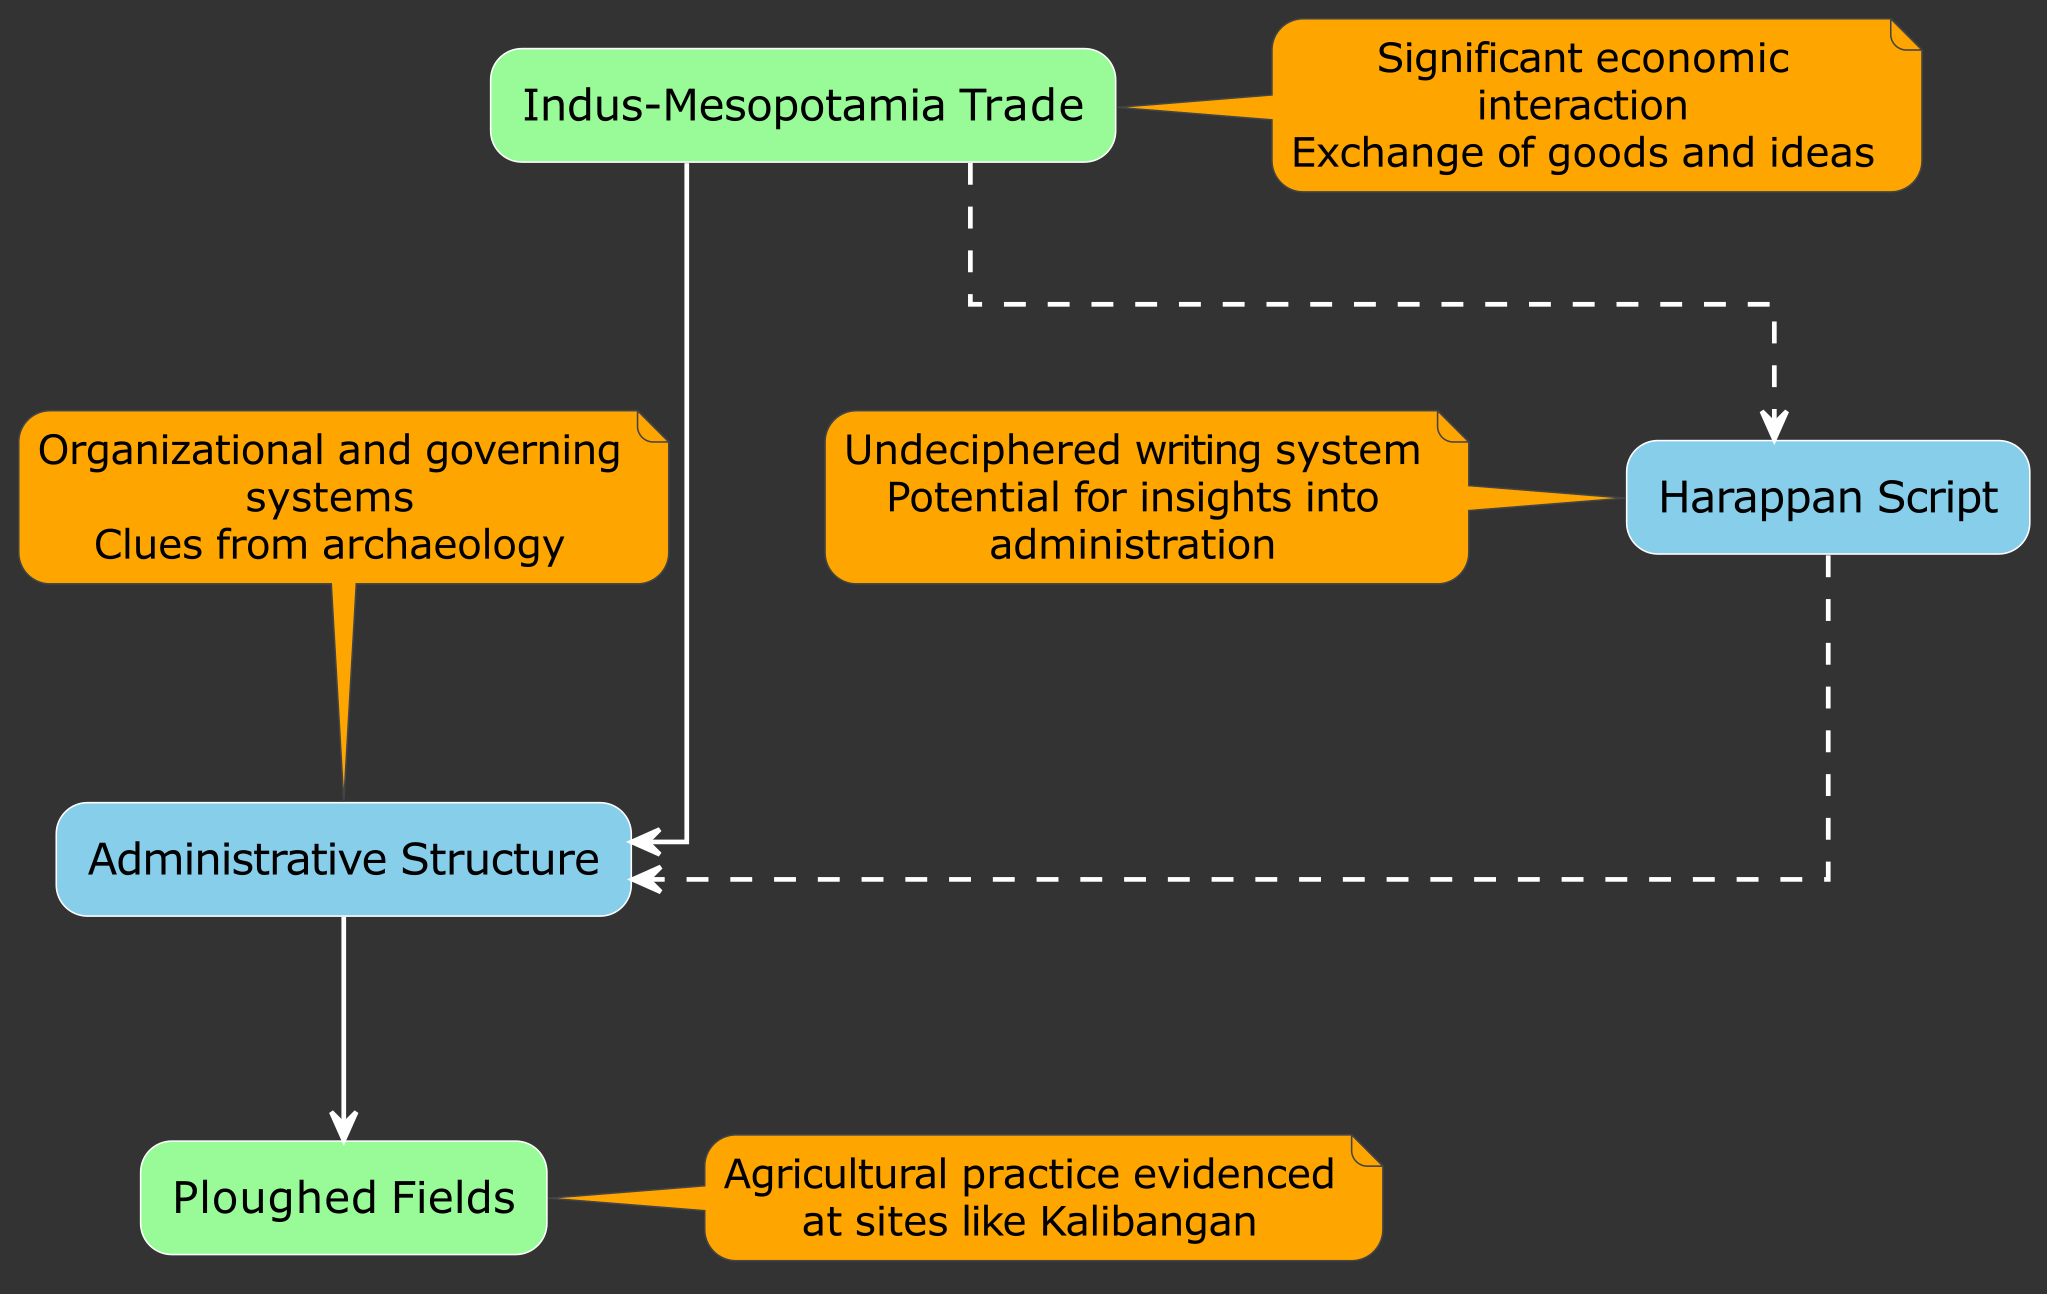 Indus-Mesopotamia Trade
Significant economic
interaction
Exchange of goods and ideas
Organizational and governing
systems
Clues from archaeology
Undeciphered writing system
Potential for insights into
administration
Harappan Script
Administrative Structure
Ploughed Fields
Agricultural practice evidenced
at sites like Kalibangan